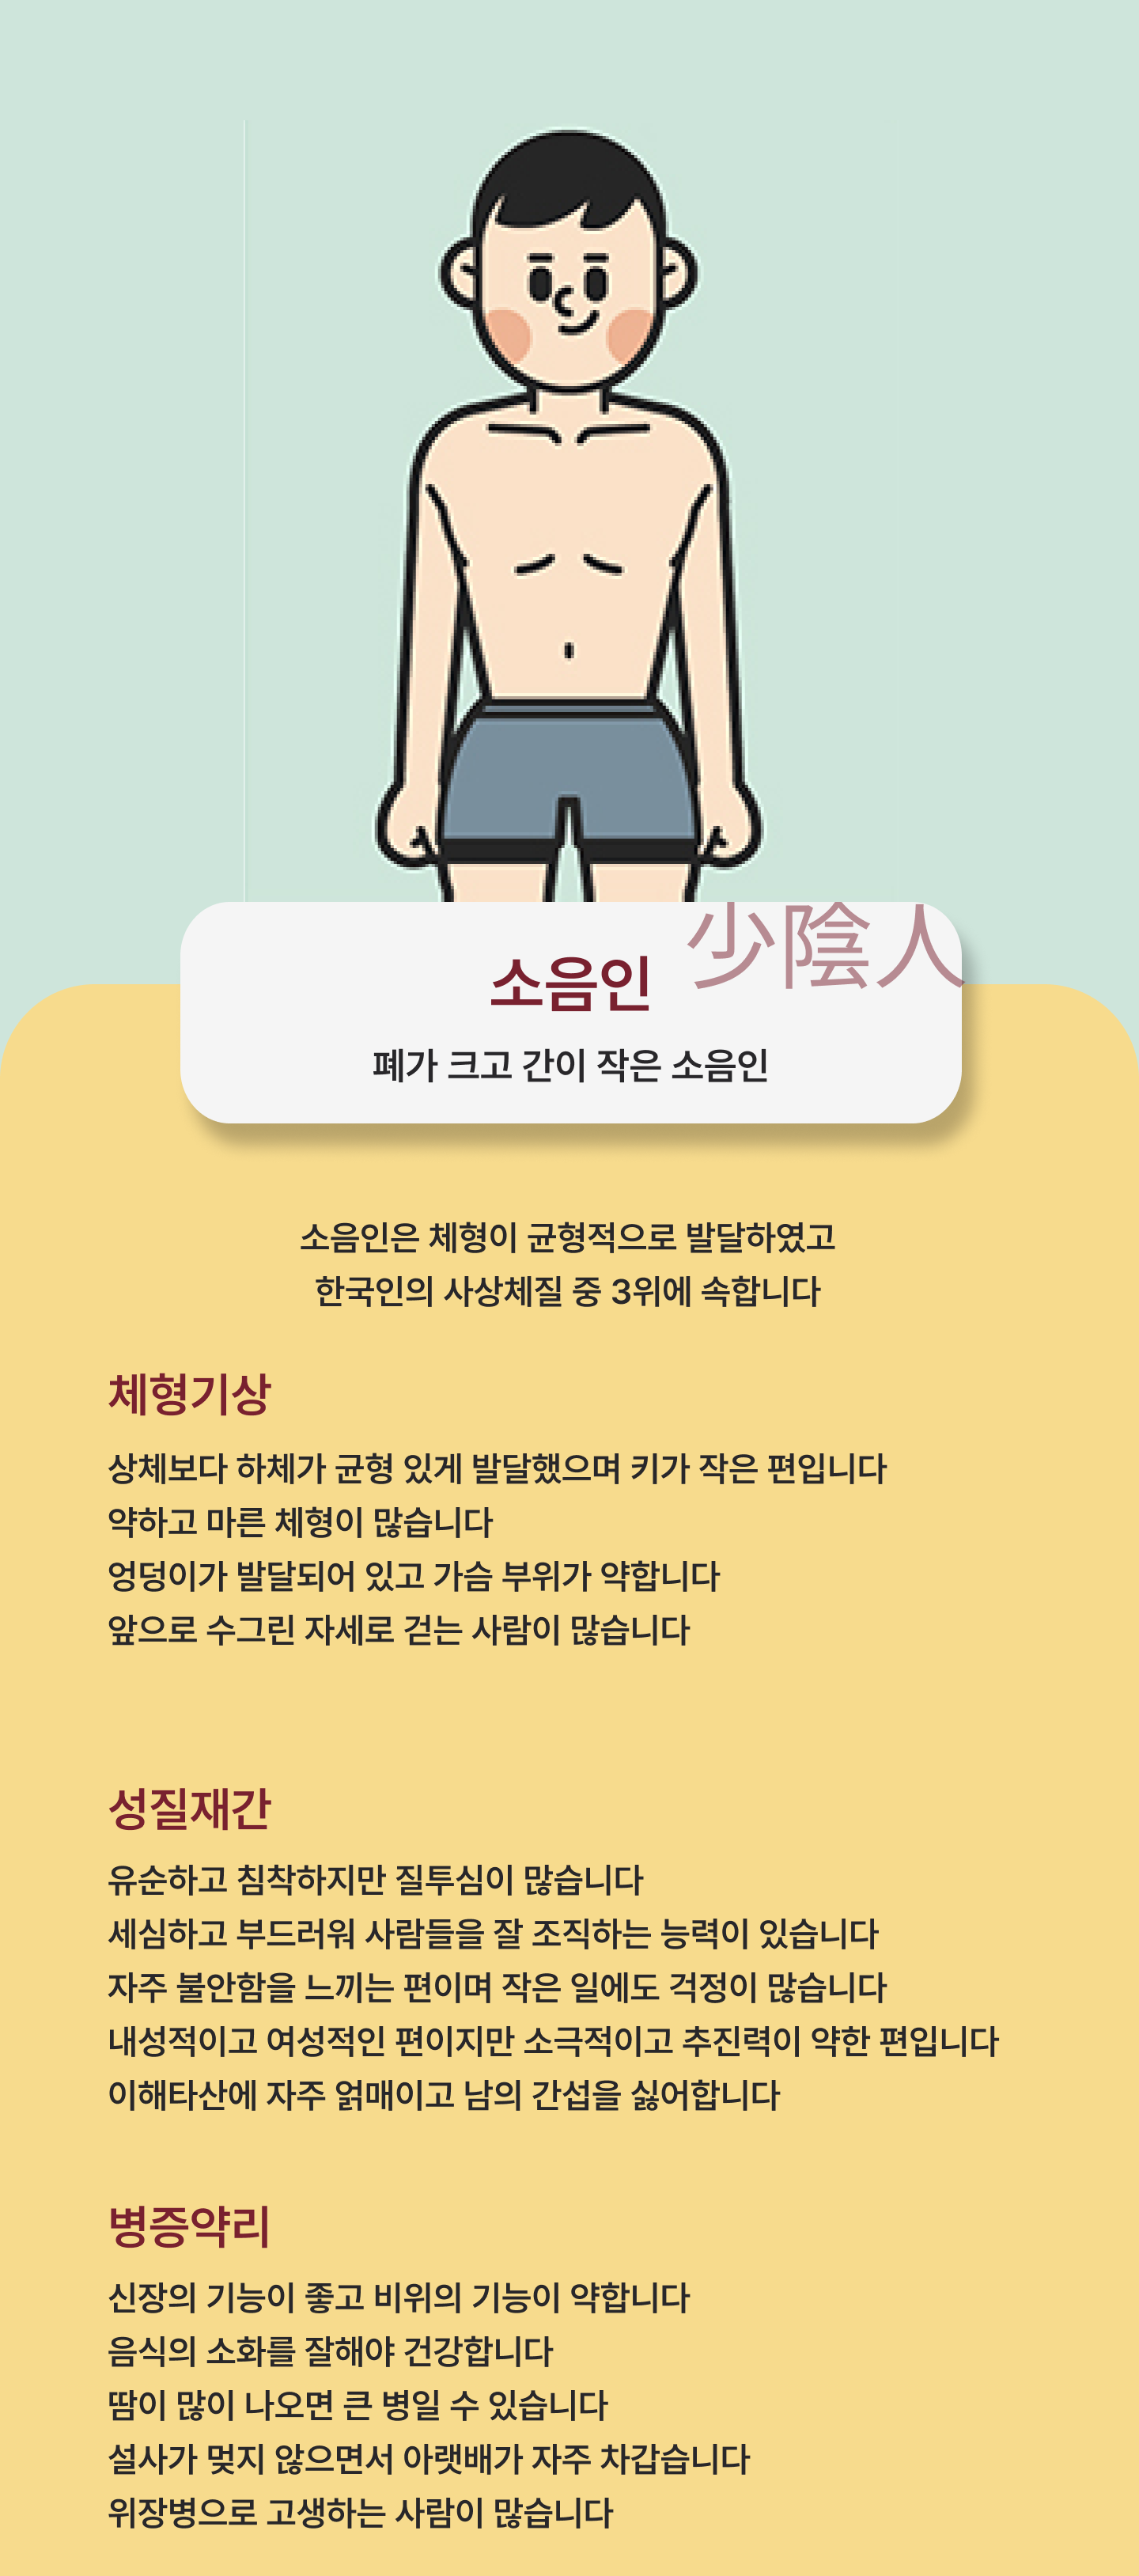 少陰人
소음인
폐가 크고 간이 작은 소음인
소음인은 체형이 균형적으로 발달하였고
한국인의 사상체질 중 3위에 속합니다
체형기상
상체보다 하체가 균형 있게 발달했으며 키가 작은 편입니다
약하고 마른 체형이 많습니다
엉덩이가 발달되어 있고 가슴 부위가 약합니다
앞으로 수그린 자세로 걷는 사람이 많습니다
성질재간
유순하고 침착하지만 질투심이 많습니다
세심하고 부드러워 사람들을 잘 조직하는 능력이 있습니다
자주 불안함을 느끼는 편이며 작은 일에도 걱정이 많습니다
내성적이고 여성적인 편이지만 소극적이고 추진력이 약한 편입니다
이해타산에 자주 얽매이고 남의 간섭을 싫어합니다
병증약리
신장의 기능이 좋고 비위의 기능이 약합니다
음식의 소화를 잘해야 건강합니다
땀이 많이 나오면 큰 병일 수 있습니다
설사가 멎지 않으면서 아랫배가 자주 차갑습니다
위장병으로 고생하는 사람이 많습니다